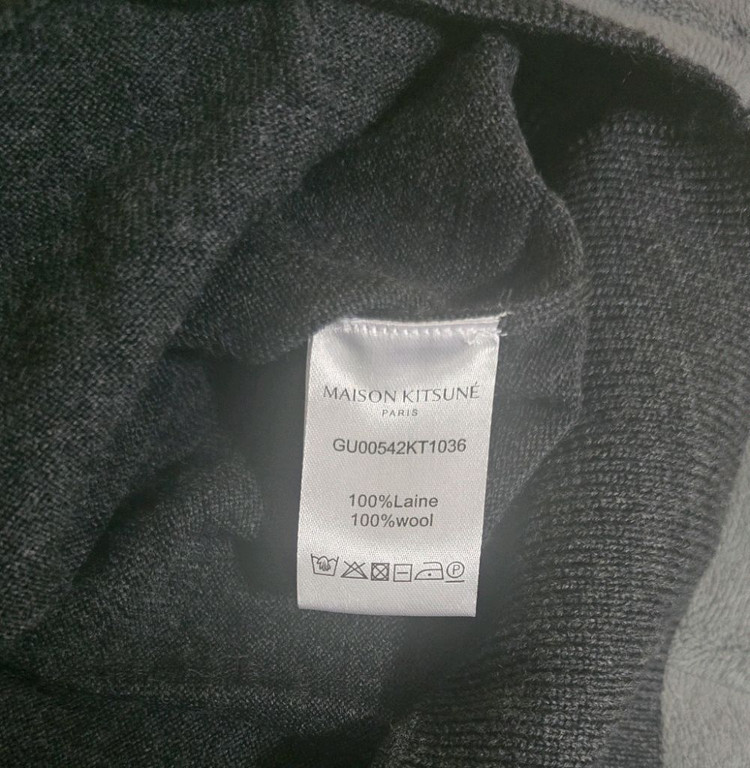 MAISON KITSUNÉ
PARIS
GU00542KT1036
100%Laine
100%wool
P